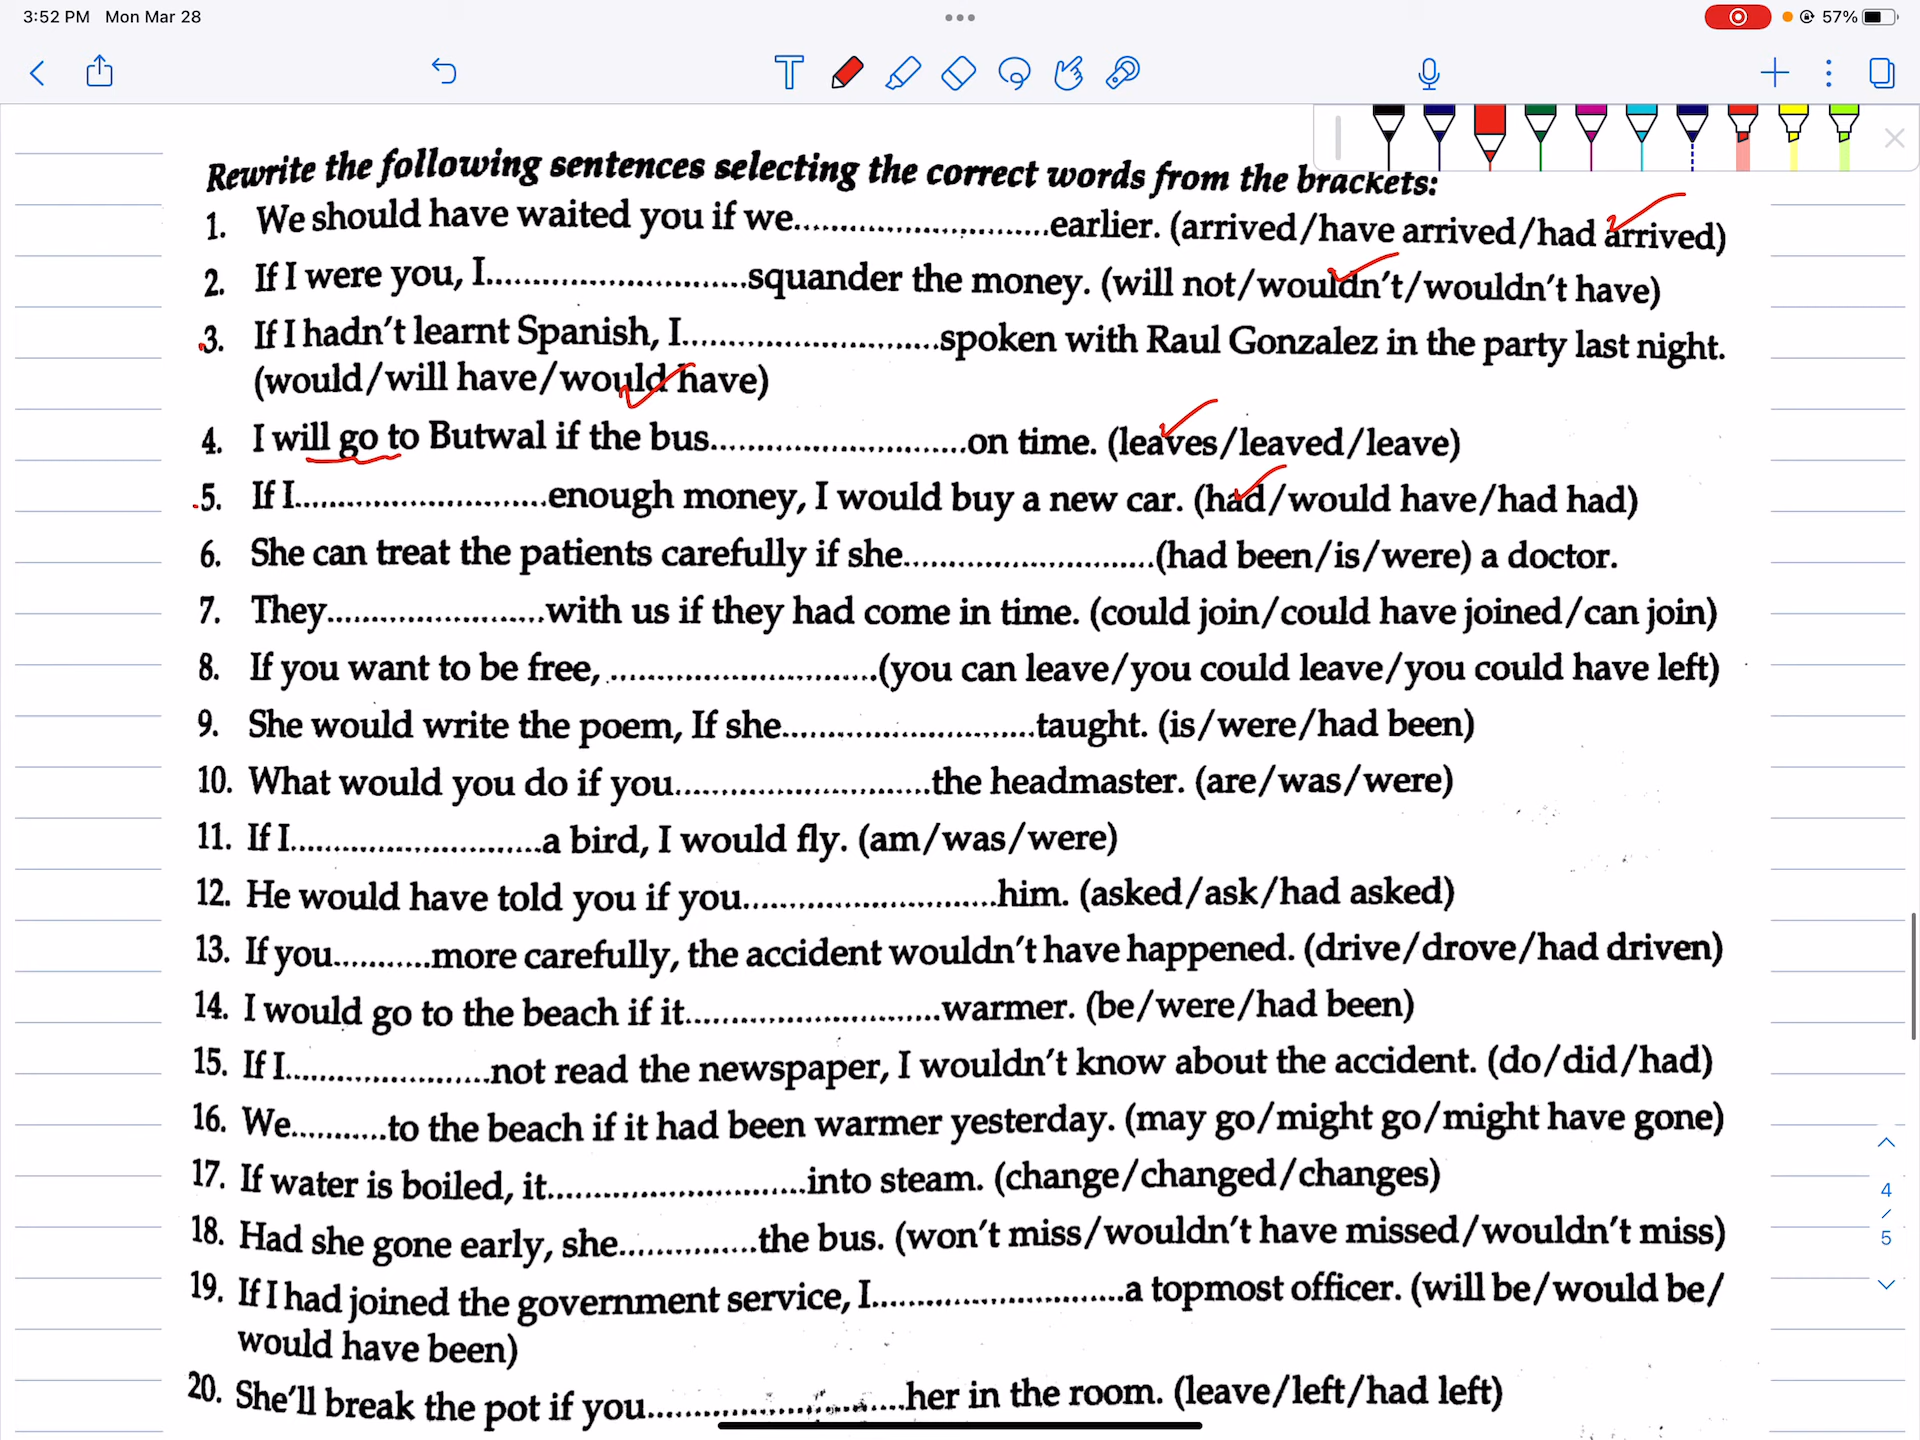 3:52 PM Mon Mar 28
57%
Rewrite the following sentences selecting the correct words from the brackets:
1. We should have waited you if we...........................earlier. (arrived/have arrived/had arrived)
2. If I were you, I...........................squander the money. (will not/wouldn't/wouldn't have)
3. If I hadn't learnt Spanish, I...........................spoken with Raul Gonzalez in the party last night.
(would/will have/would have)
4. I will go to Butwal if the bus...........................on time. (leaves/leaved/leave)
5. If I...........................enough money, I would buy a new car. (had/would have/had had)
6. She can treat the patients carefully if she...........................(had been/is/were) a doctor.
7. They........................with us if they had come in time. (could join/could have joined/can join)
8. If you want to be free, ...........................(you can leave/you could leave/you could have left)
9. She would write the poem, If she...........................taught. (is/were/had been)
10. What would you do if you...........................the headmaster. (are/was/were)
11. If I...........................a bird, I would fly. (am/was/were)
12. He would have told you if you...........................him. (asked/ask/had asked)
13. If you...........more carefully, the accident wouldn't have happened. (drive/drove/had driven)
14. I would go to the beach if it...........................warmer. (be/were/had been)
15. If I......................not read the newspaper, I wouldn't know about the accident. (do/did/had)
16. We...........to the beach if it had been warmer yesterday. (may go/might go/might have gone)
17. If water is boiled, it...........................into steam. (change/changed/changes)
18. Had she gone early, she...............the bus. (won't miss/wouldn't have missed/wouldn't miss)
19. If I had joined the government service, I...........................a topmost officer. (will be/would be/
would have been)
20. She'll break the pot if you...........................her in the room. (leave/left/had left)
4
/
5